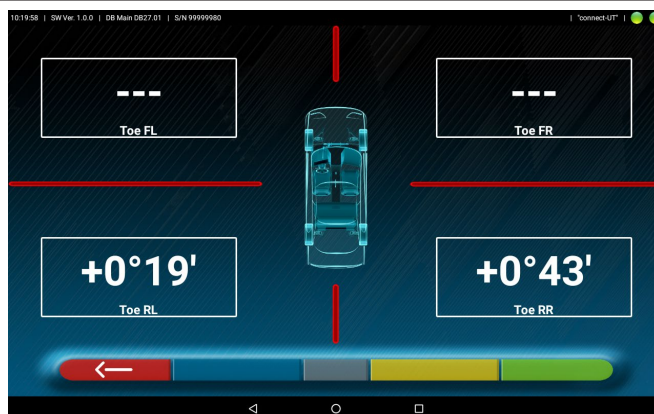 10:19:58 | SW Ver. 1.0.0 | DB Main DB27.01 | S/N 99999980 | "connect-UT" |
--- ---
Toe FL Toe FR
+0°19' +0°43'
Toe RL Toe RR